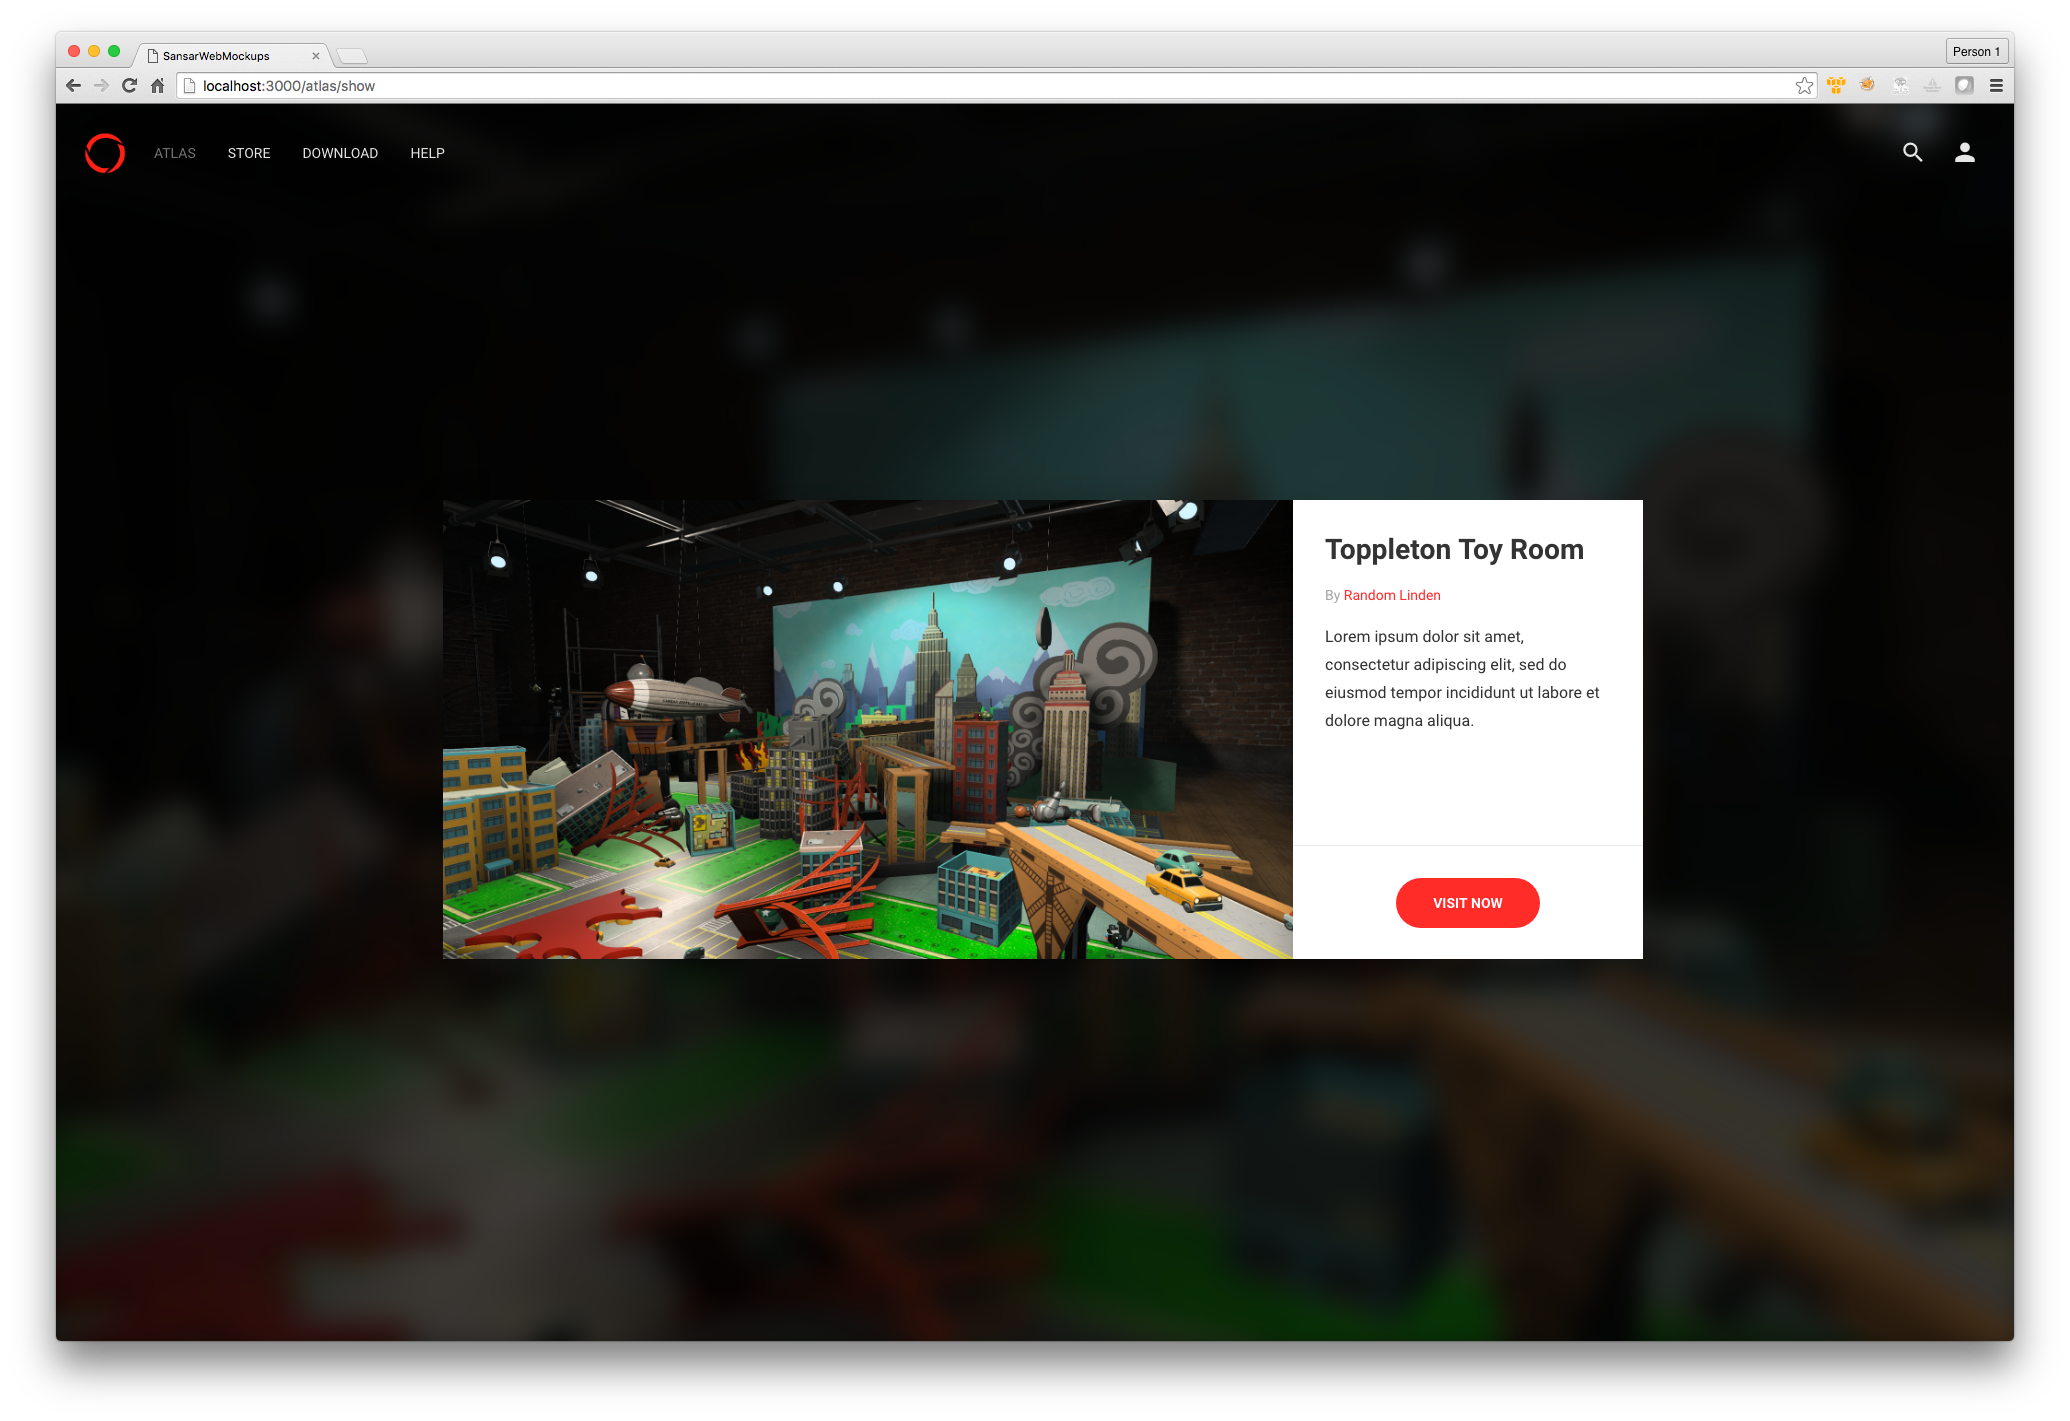 SansarWebMockups
Person 1
localhost:3000/atlas/show
ATLAS STORE DOWNLOAD HELP
Toppleton Toy Room
By Random Linden
Lorem ipsum dolor sit amet,
consectetur adipiscing elit, sed do
eiusmod tempor incididunt ut labore et
dolore magna aliqua.
VISIT NOW